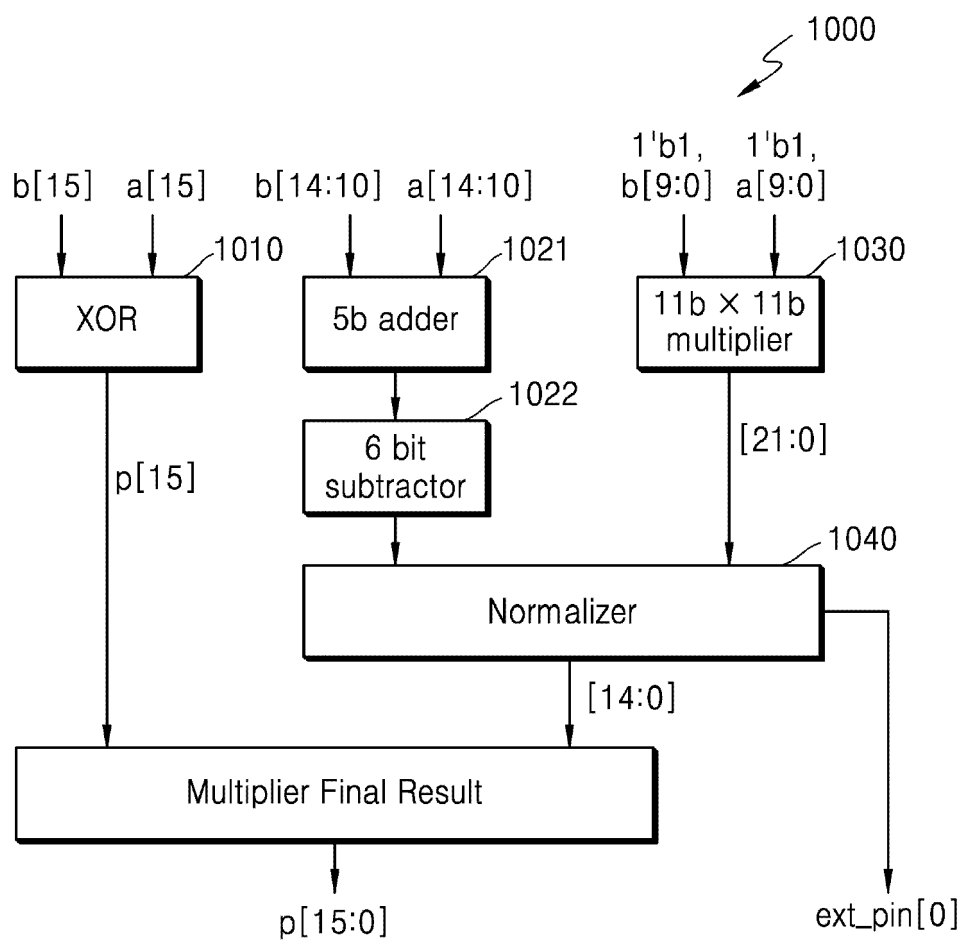 1000
b[15] a[15] b[14:10] a[14:10] 1'b1, b[9:0] 1'b1, a[9:0]
1010
1021
1030
XOR
5b adder
11b × 11b
multiplier
1022
6 bit
subtractor
p[15]
[21:0]
1040
Normalizer
[14:0]
Multiplier Final Result
p[15:0]
ext_pin[0]